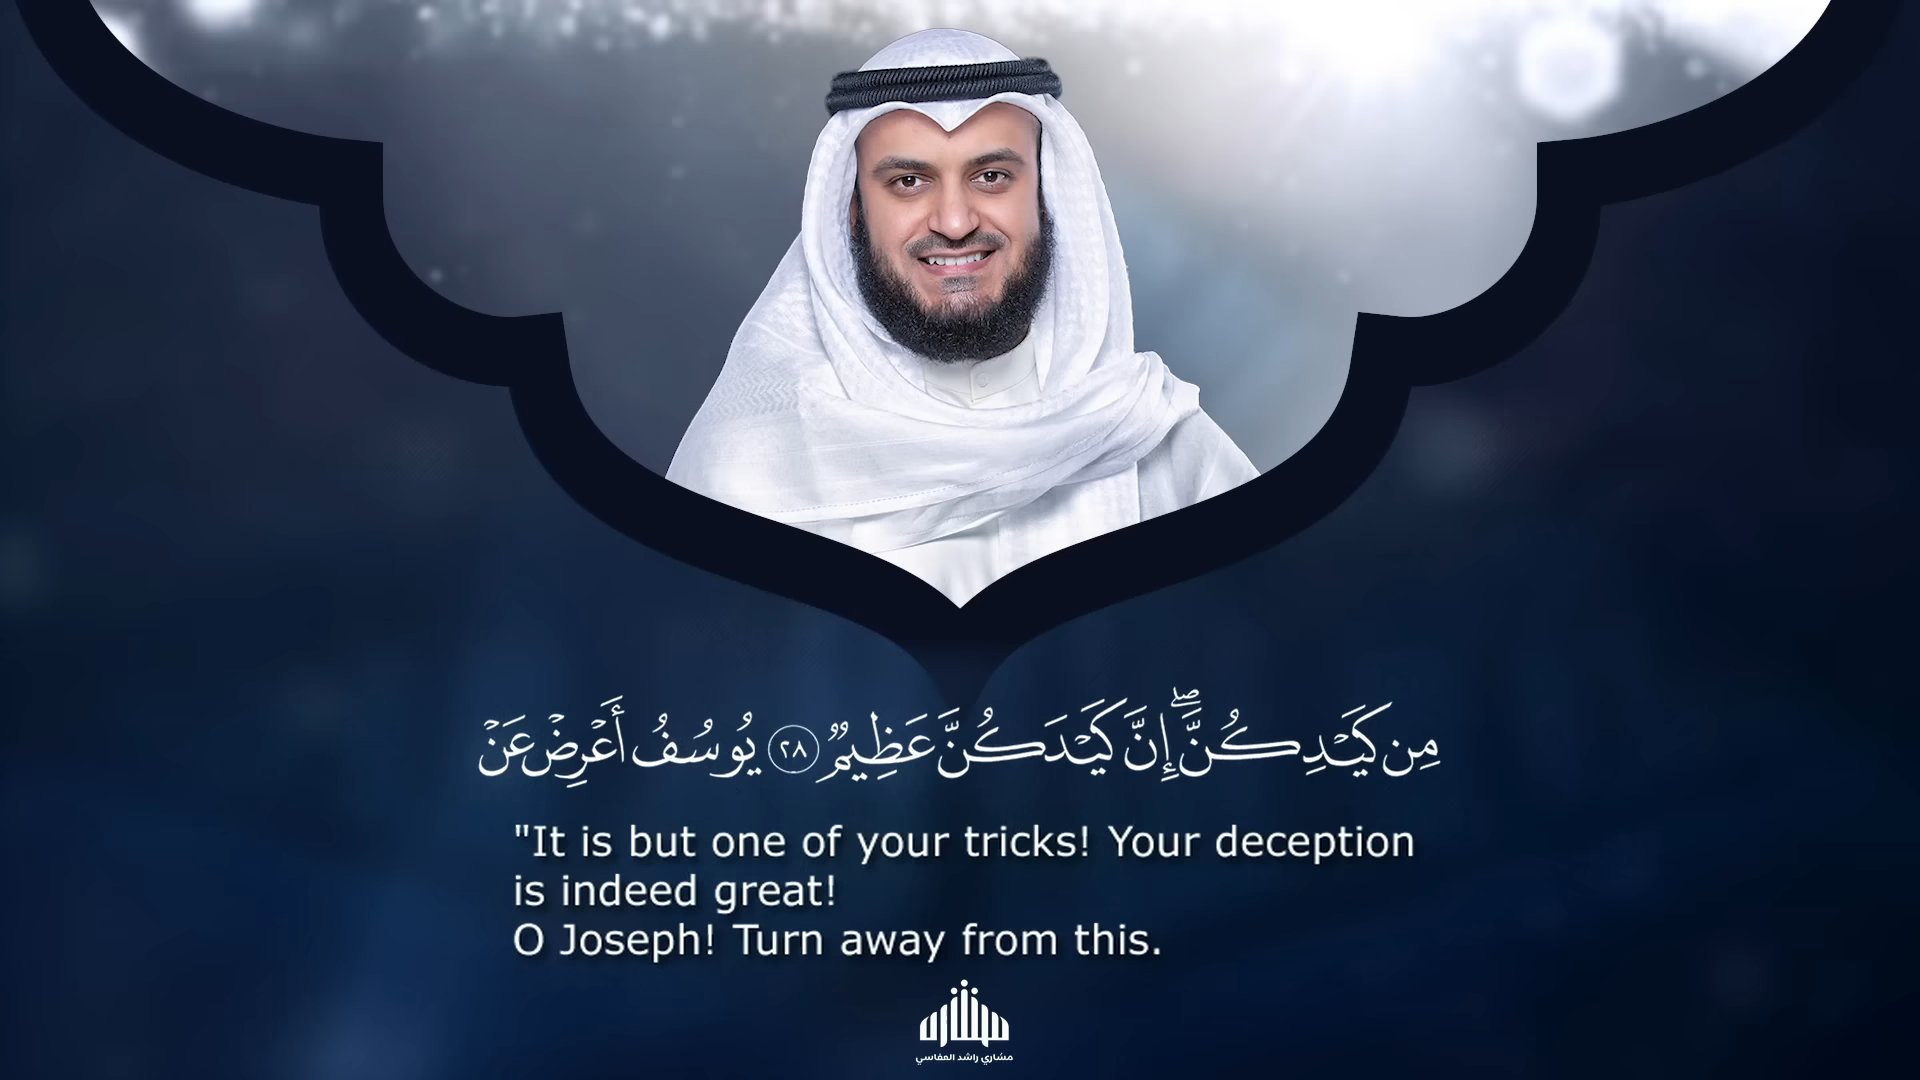 مِن كَيْدِكُنَّ ۖ إِنَّ كَيْدَكُنَّ عَظِيمٌ ٢٨ يُوسُفُ أَعْرِضْ عَنْ
"It is but one of your tricks! Your deception
is indeed great!
O Joseph! Turn away from this.
مشاري
مشاري راشد العفاسي